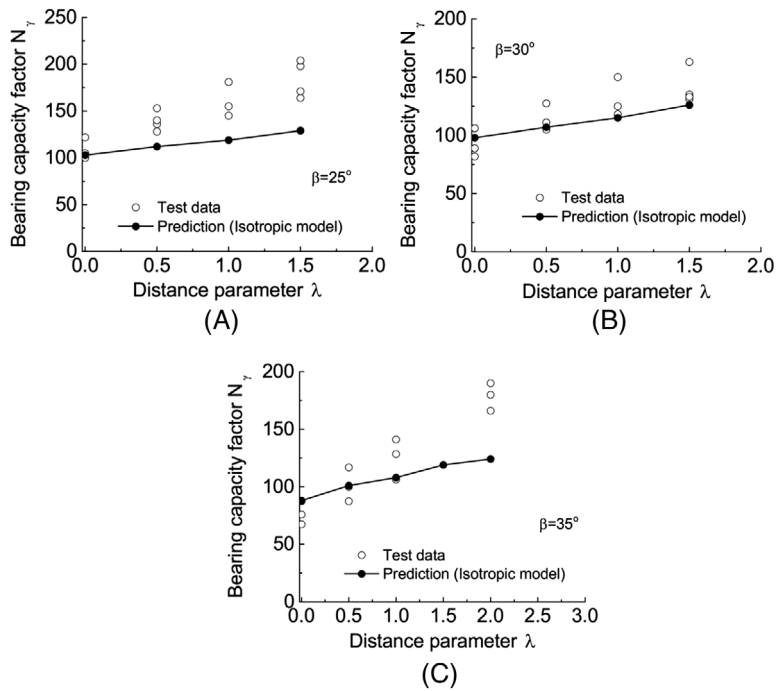 Bearing capacity factor Nγ
250
200
150
100
50
0
0.0 0.5 1.0 1.5 2.0
β=25°
Test data
Prediction (Isotropic model)
Distance parameter λ
(A)
Bearing capacity factor Nγ
200
150
100
50
0
0.0 0.5 1.0 1.5 2.0
β=30°
Test data
Prediction (Isotropic model)
Distance parameter λ
(B)
Bearing capacity factor Nγ
200
150
100
50
0
0.0 0.5 1.0 1.5 2.0 2.5 3.0
β=35°
Test data
Prediction (Isotropic model)
Distance parameter λ
(C)